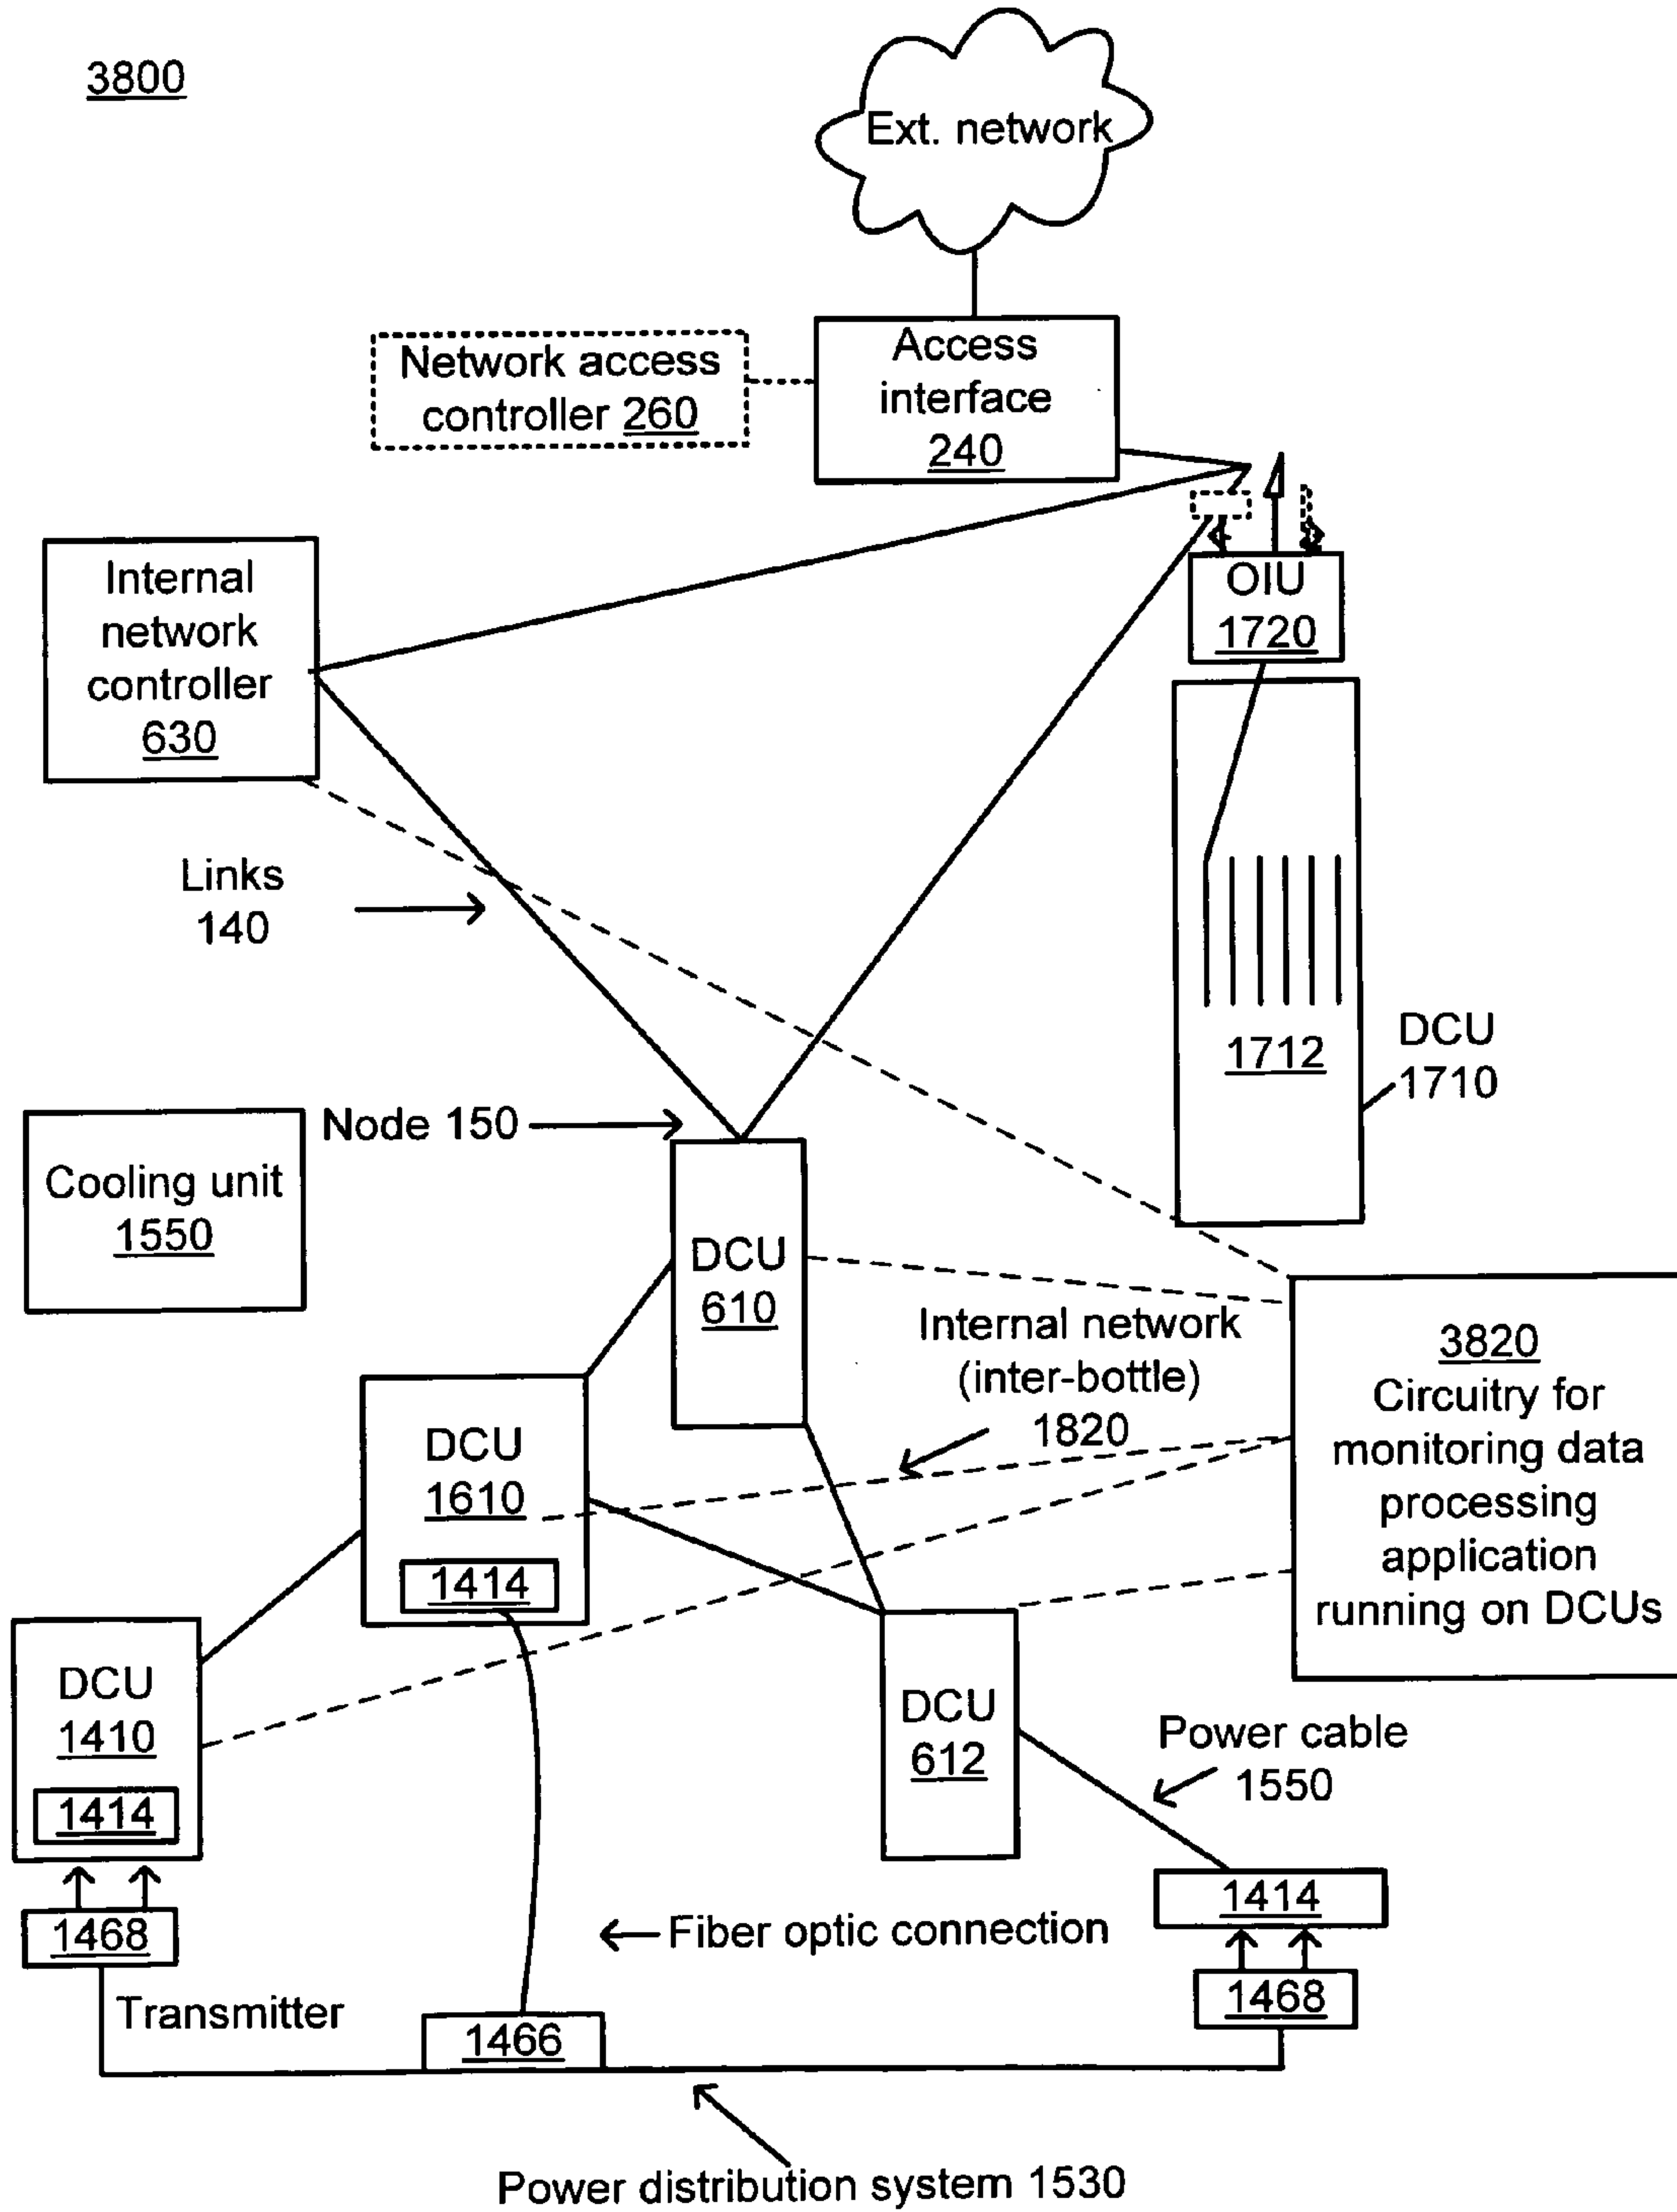 3800
Ext. network
Network access
controller 260
Access
interface
240
Internal
network
controller
630
OIU
1720
Links
140
1712
DCU
1710
Node 150
Cooling unit
1550
DCU
610
Internal network
(inter-bottle)
1820
3820
Circuitry for
monitoring data
processing
application
running on DCUs
DCU
1610
1414
DCU
1410
1414
DCU
612
Power cable
1550
1414
1468
Fiber optic connection
1468
Transmitter
1466
Power distribution system 1530